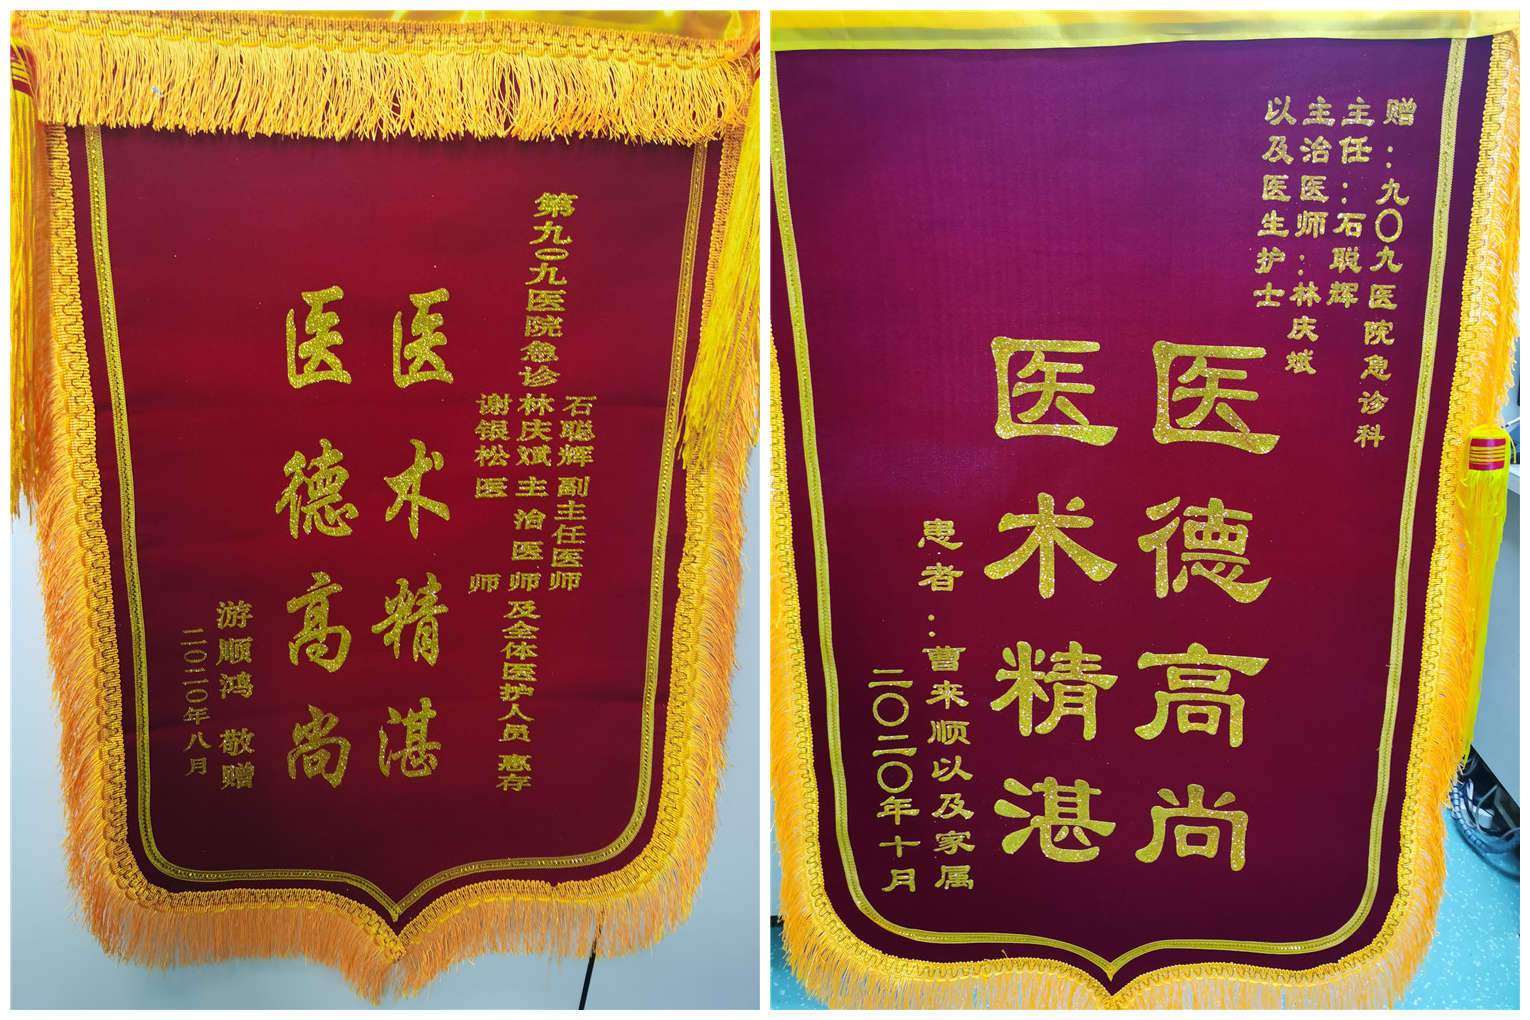 第九〇九医院急诊
石聪辉副主任医师
林庆斌主治医师
谢银松医师
及全体医护人员 惠存
医术精湛
医德高尚
游顺鸿 敬赠
二〇二〇年八月
赠：九〇九医院急诊科
主任：石聪辉
主治医师：林庆斌
以及医生护士
医德高尚
医术精湛
患者：曹来顺以及家属
二〇二〇年十月